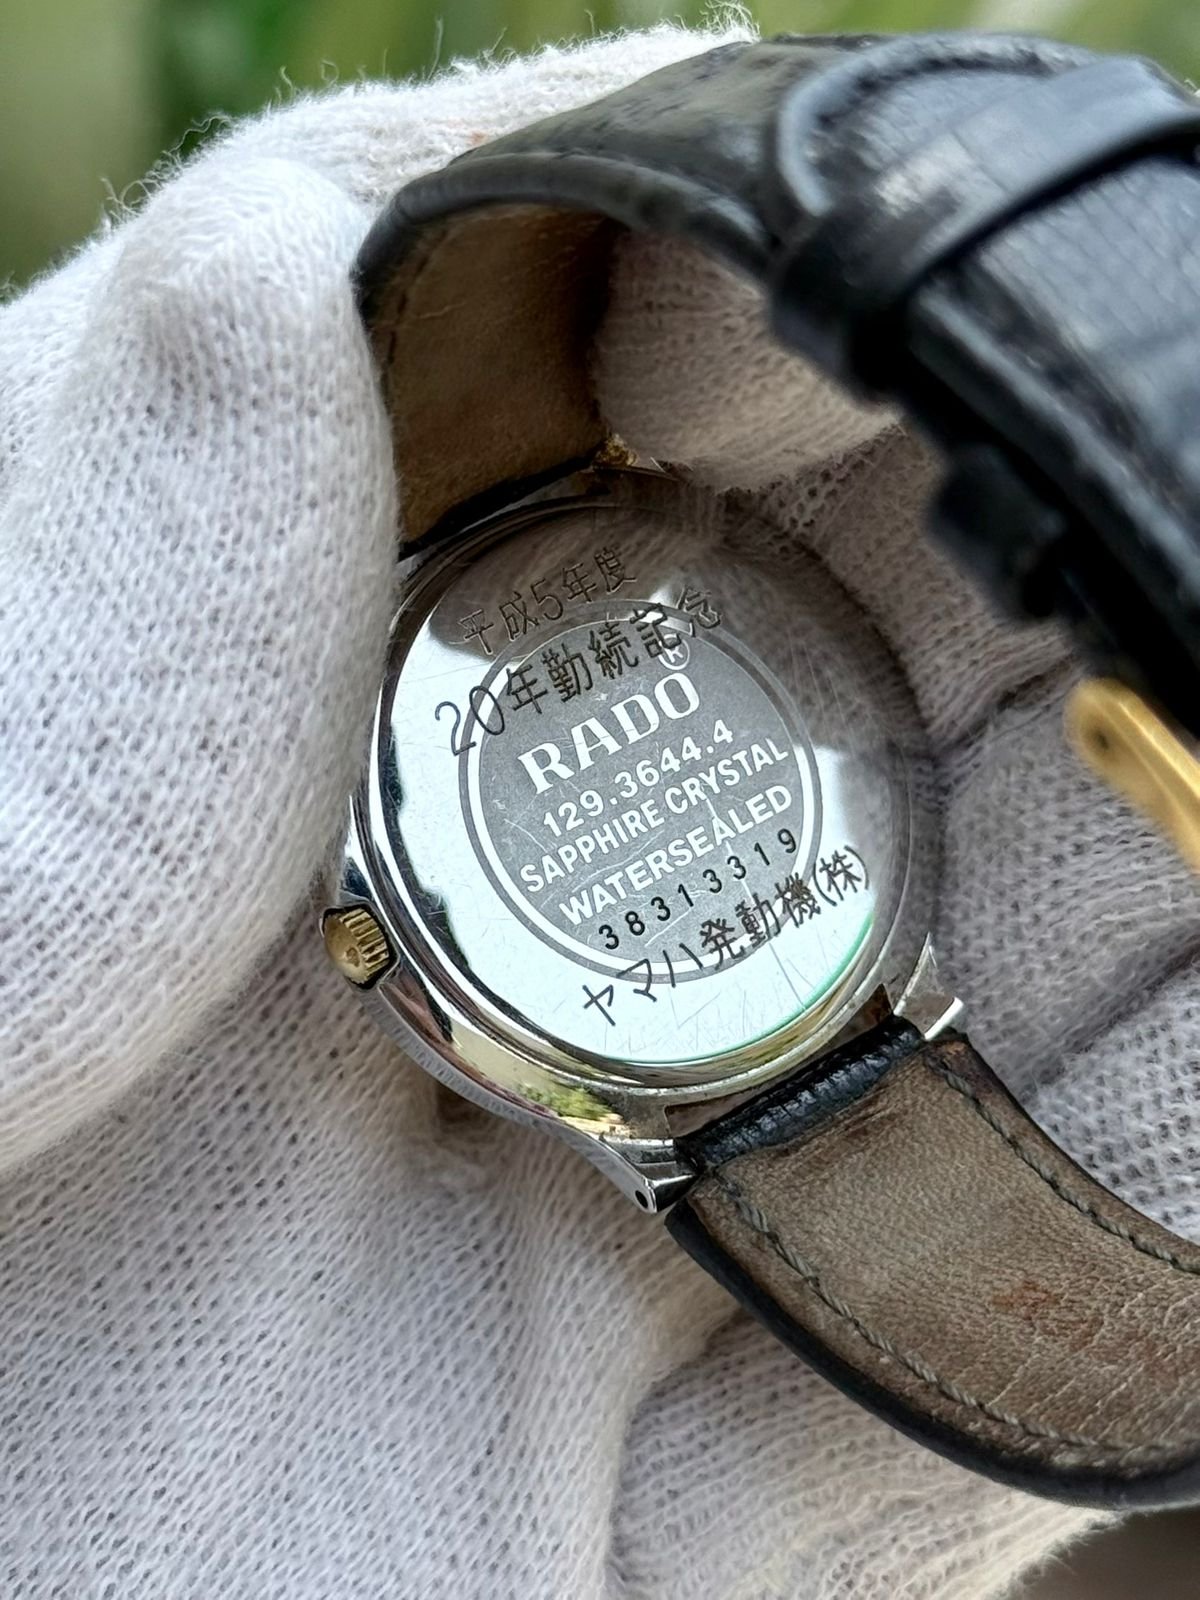 平成5年度
20年勤続記念
®
RADO
129.3644.4
SAPPHIRE CRYSTAL
WATERSEALED
38313319
ヤマハ発動機(株)